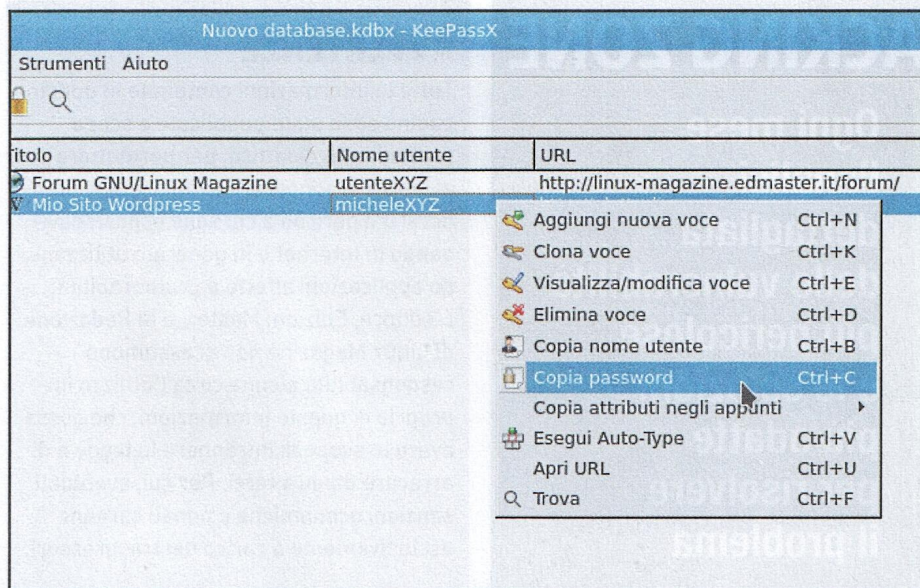 Nuovo database.kdbx - KeePassX
Strumenti Aiuto
Titolo Nome utente URL
Forum GNU/Linux Magazine utenteXYZ http://linux-magazine.edmaster.it/forum/
Mio Sito Wordpress micheleXYZ
Aggiungi nuova voce Ctrl+N
Clona voce Ctrl+K
Visualizza/modifica voce Ctrl+E
Elimina voce Ctrl+D
Copia nome utente Ctrl+B
Copia password Ctrl+C
Copia attributi negli appunti
Esegui Auto-Type Ctrl+V
Apri URL Ctrl+U
Trova Ctrl+F